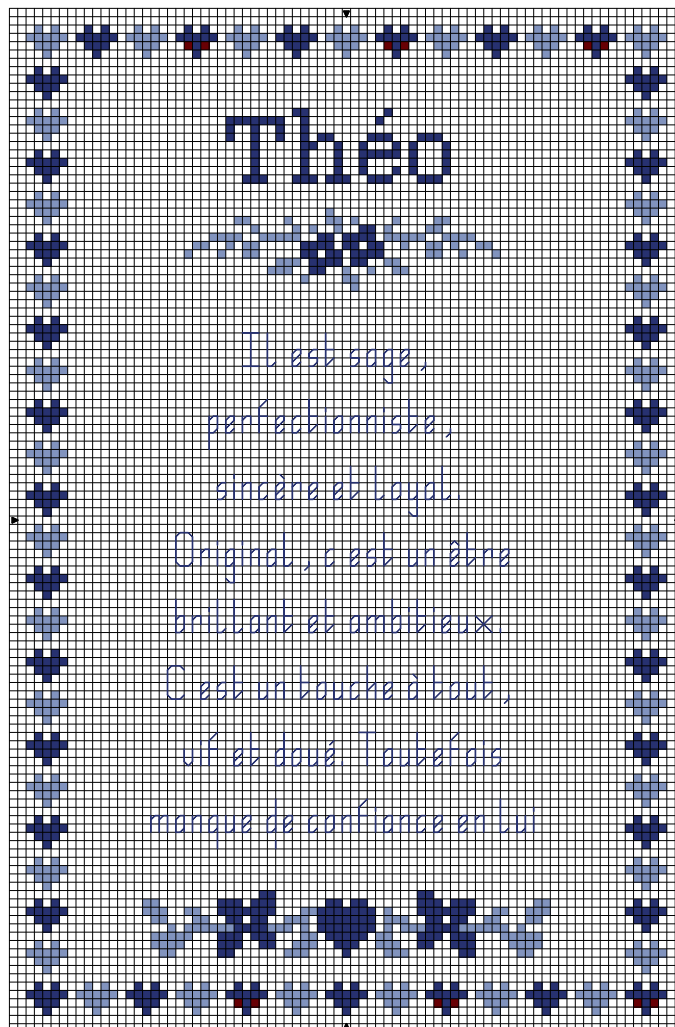 Théo
Il est sage,
perfectionniste,
sincère et loyal.
Original, c'est un être
brillant et ambitieux.
C'est un touche à tout,
vif et doué. Toutefois
manque de confiance en lui